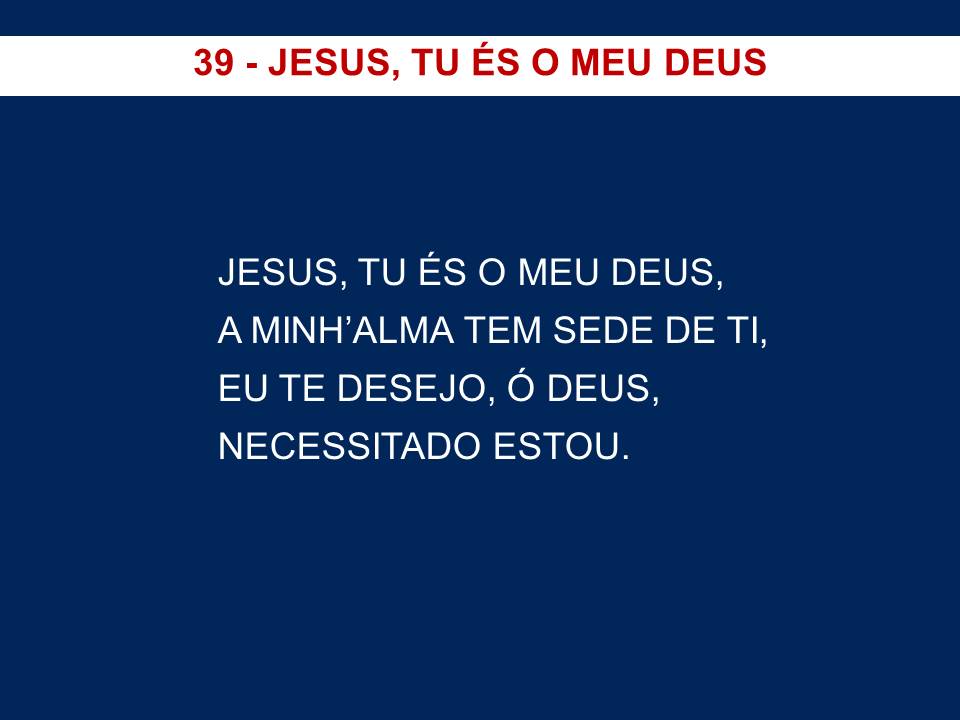 39 - JESUS, TU ÉS O MEU DEUS
JESUS, TU ÉS O MEU DEUS,
A MINH’ALMA TEM SEDE DE TI,
EU TE DESEJO, Ó DEUS,
NECESSITADO ESTOU.